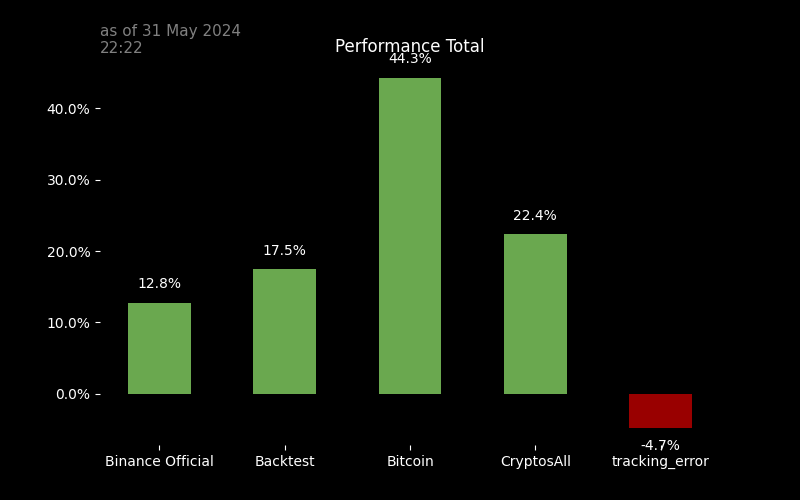 as of 31 May 2024
22:22
Performance Total
44.3%
40.0%
30.0%
22.4%
20.0%
17.5%
12.8%
10.0%
0.0%
-4.7%
Binance Official
Backtest
Bitcoin
CryptosAll
tracking_error